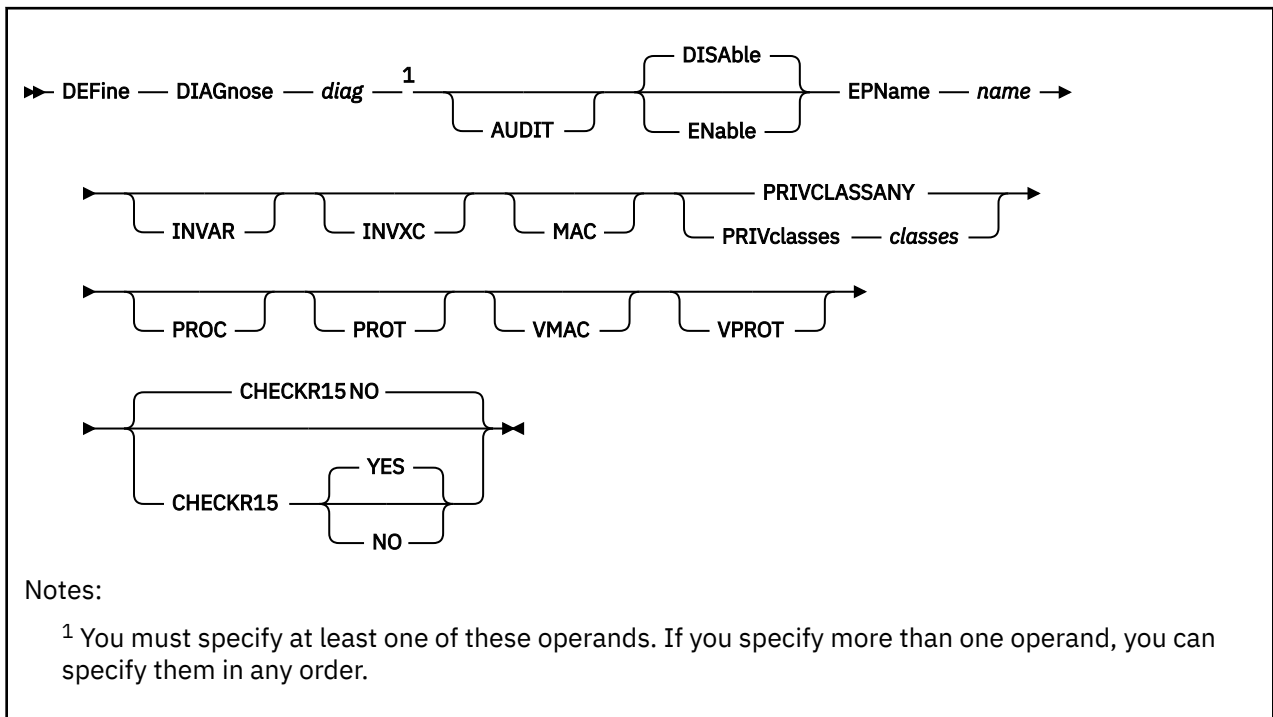 DISAble
DEFine DIAGnose diag 1 EPName name
AUDIT ENable
PRIVCLASSANY
INVAR INVXC MAC PRIVclasses classes
PROC PROT VMAC VPROT
CHECKR15 NO
YES
CHECKR15
NO
Notes:
1 You must specify at least one of these operands. If you specify more than one operand, you can
specify them in any order.